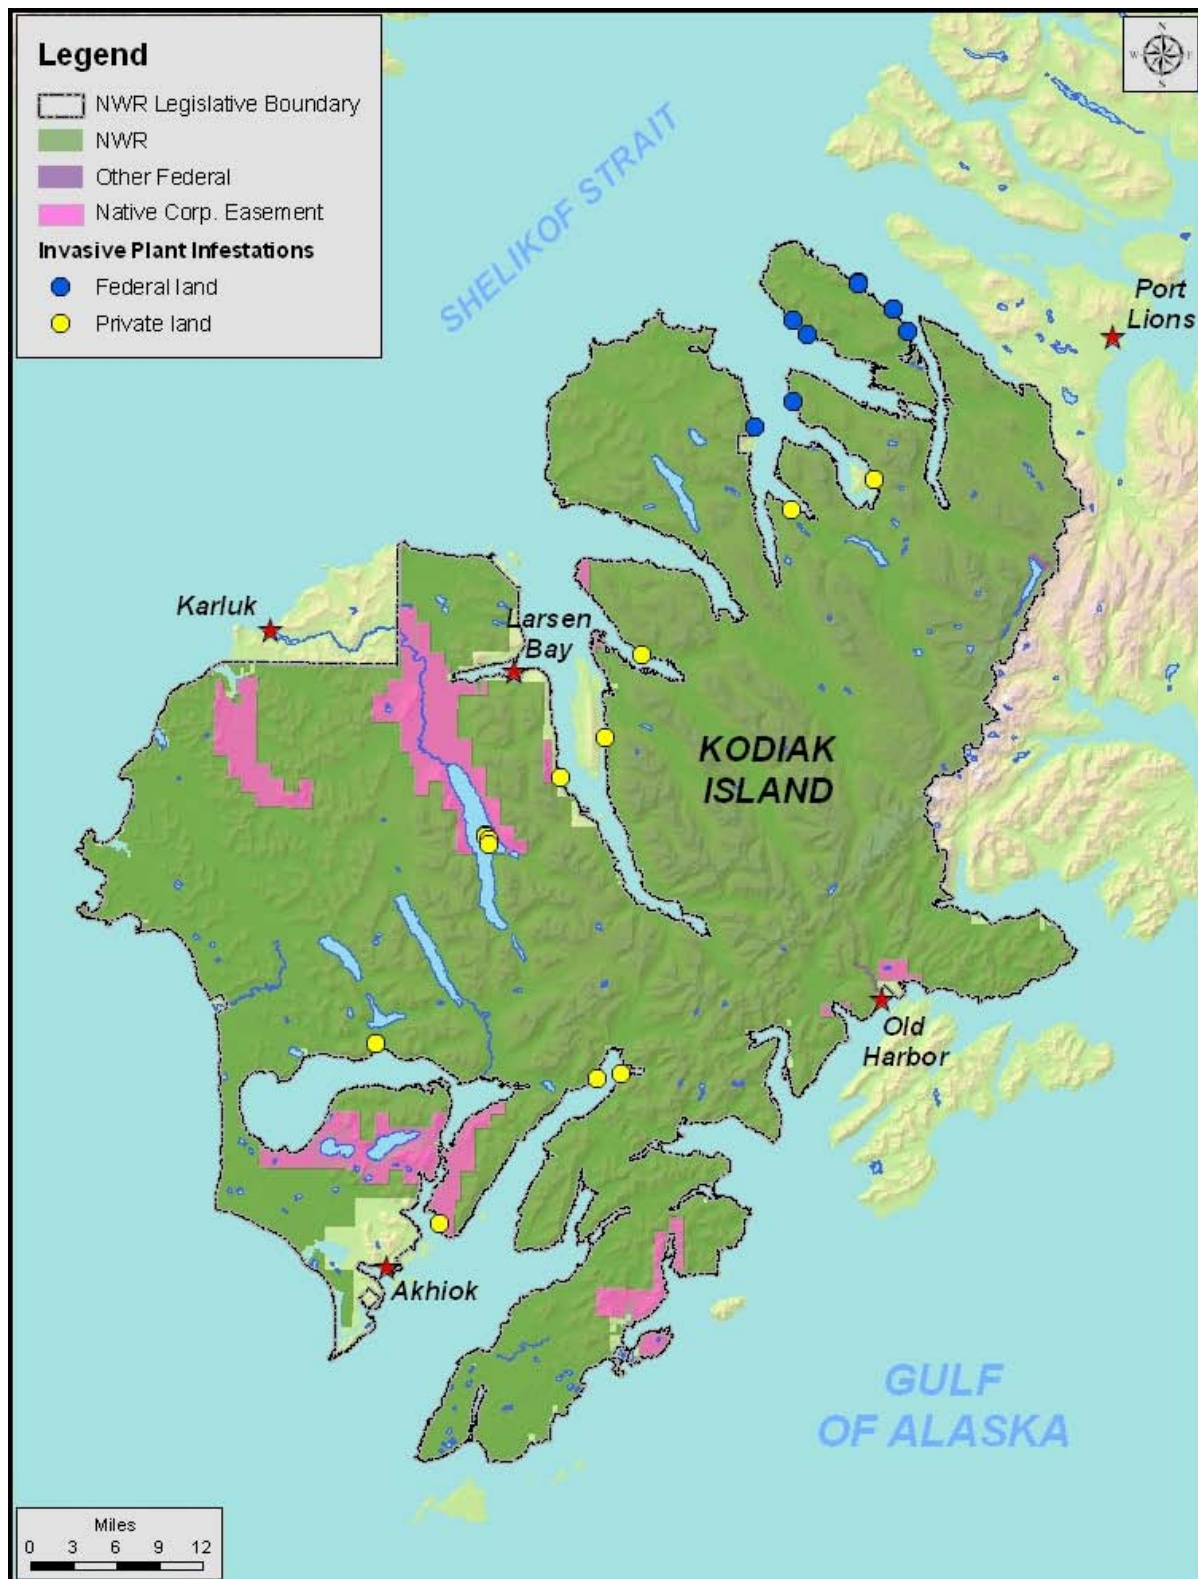 Legend
NWR Legislative Boundary
NWR
Other Federal
Native Corp. Easement
Invasive Plant Infestations
Federal land
Private land
N
W
E
S
SHELIKOF STRAIT
Port
Lions
Karluk
Larsen
Bay
KODIAK
ISLAND
Old
Harbor
Akhiok
GULF
OF ALASKA
Miles
0 3 6 9 12